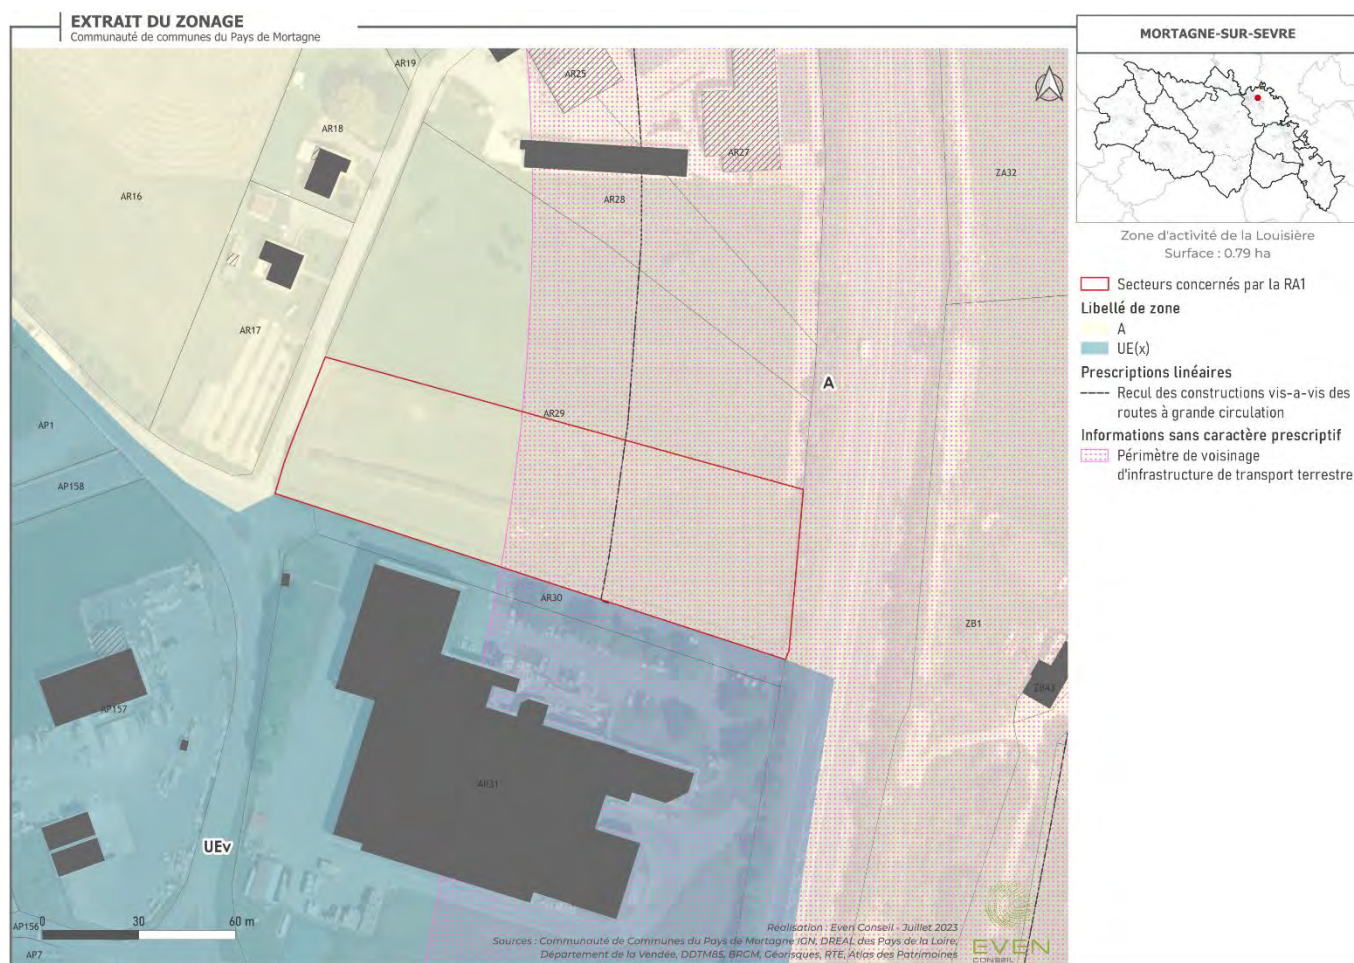 EXTRAIT DU ZONAGE
Communauté de communes du Pays de Mortagne
MORTAGNE-SUR-SEVRE
Zone d'activité de la Louisière
Surface : 0.79 ha
Secteurs concernés par la RA1
Libellé de zone
A
UE(x)
Prescriptions linéaires
Recul des constructions vis-a-vis des
routes à grande circulation
Informations sans caractère prescriptif
Périmètre de voisinage
d'infrastructure de transport terrestre
AR19
AR25
AR18
AR27
ZA32
AR16
AR28
AR17
A
AR29
AP1
AP158
AR30
ZB1
ZB43
AP157
AR31
UEv
AP156
AP7
0 30 60 m
Réalisation : Even Conseil - Juillet 2023
Sources : Communauté de Communes du Pays de Mortagne IGN, DREAL des Pays de la Loire,
Département de la Vendée, DDTM85, BRGM, Géorisques, RTE, Atlas des Patrimoines
EVEN
CONSEIL